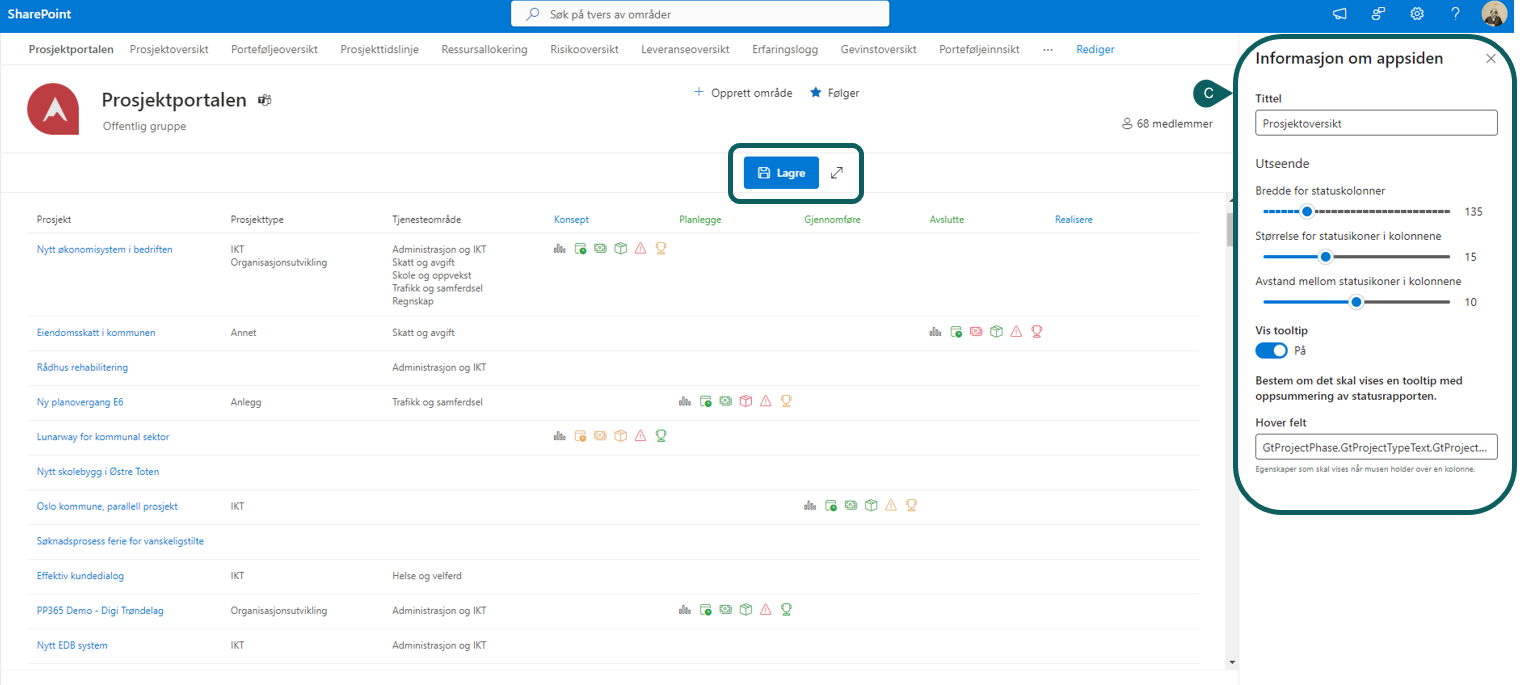 SharePoint
Søk på tvers av områder
?
Prosjektportalen Prosjektoversikt Porteføljeoversikt Prosjekttidslinje Ressursallokering Risikooversikt Leveranseoversikt Erfaringslogg Gevinstoversikt Porteføljeinnsikt ... Rediger
Prosjektportalen
Offentlig gruppe
Opprett område
Følger
68 medlemmer
Lagre
Prosjekt Prosjekttype Tjenesteområde Konsept Planlegge Gjennomføre Avslutte Realisere
Nytt økonomisystem i bedriften IKT Administrasjon og IKT
Organisasjonsutvikling Skatt og avgift
Skole og oppvekst
Trafikk og samferdsel
Regnskap
Eiendomsskatt i kommunen Annet Skatt og avgift
Rådhus rehabilitering Administrasjon og IKT
Ny planovergang E6 Anlegg Trafikk og samferdsel
Lunarway for kommunal sektor
Nytt skolebygg i Østre Toten
Oslo kommune, parallell prosjekt IKT
Søknadsprosess ferie for vanskeligstilte
Effektiv kundedialog IKT Helse og velferd
PP365 Demo - Digi Trøndelag Organisasjonsutvikling Administrasjon og IKT
Nytt EDB system IKT Administrasjon og IKT
C
Informasjon om appsiden
Tittel
Prosjektoversikt
Utseende
Bredde for statuskolonner
135
Størrelse for statusikoner i kolonnene
15
Avstand mellom statusikoner i kolonnene
10
Vis tooltip
På
Bestem om det skal vises en tooltip med
oppsummering av statusrapporten.
Hover felt
GtProjectPhase,GtProjectTypeText,GtProject...
Egenskaper som skal vises når musen holder over en kolonne.